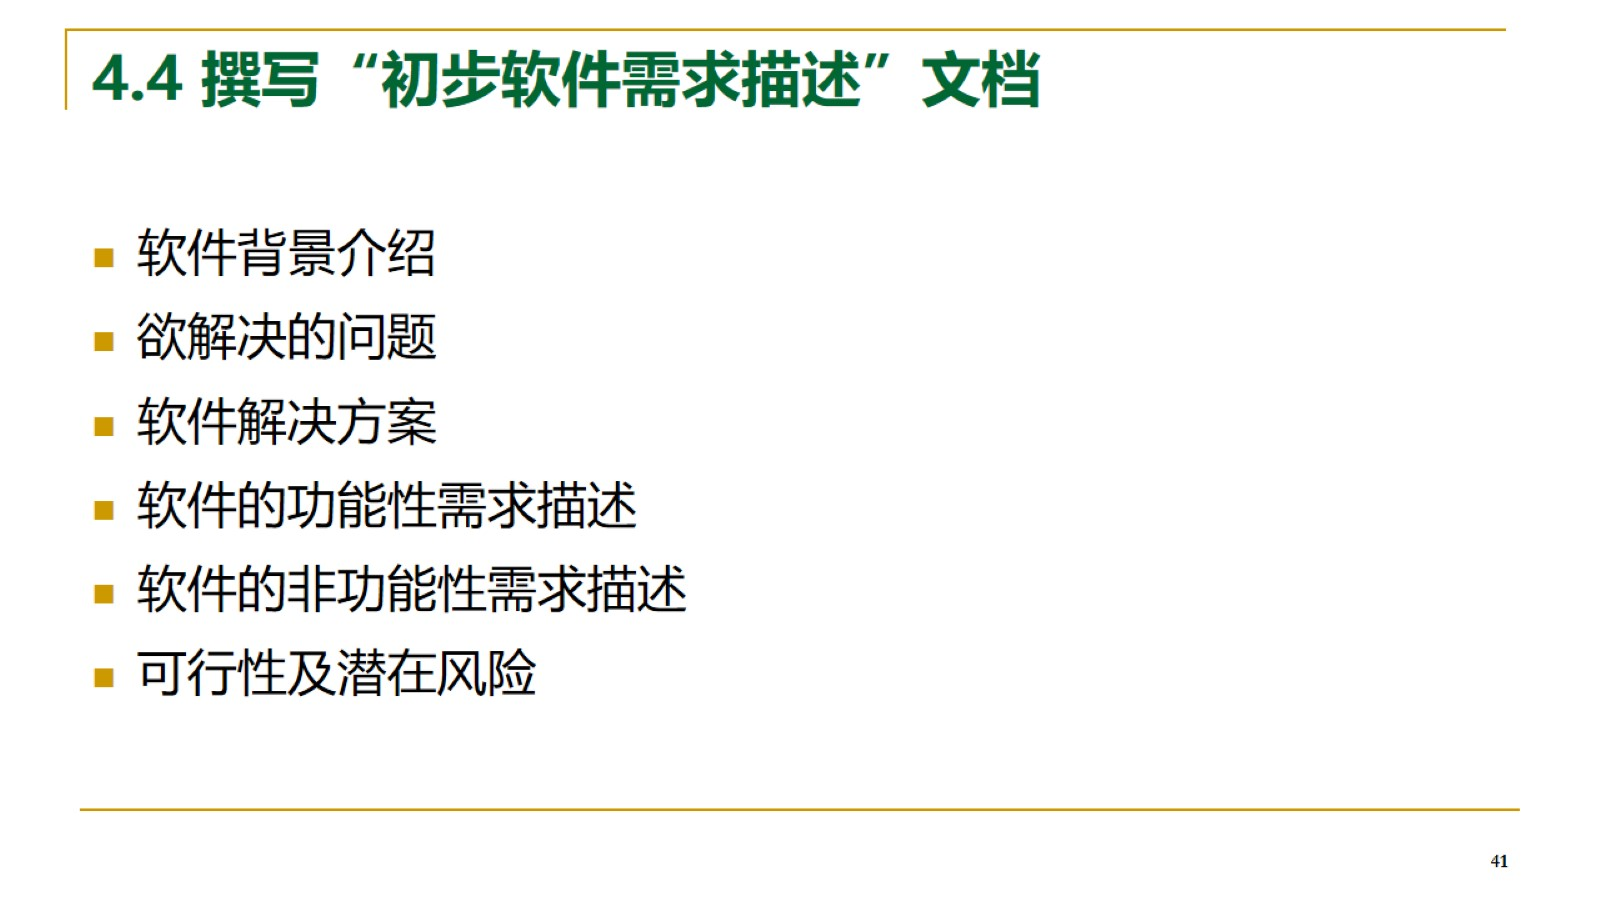 4.4 撰写“初步软件需求描述”文档
■ 软件背景介绍
■ 欲解决的问题
■ 软件解决方案
■ 软件的功能性需求描述
■ 软件的非功能性需求描述
■ 可行性及潜在风险
41